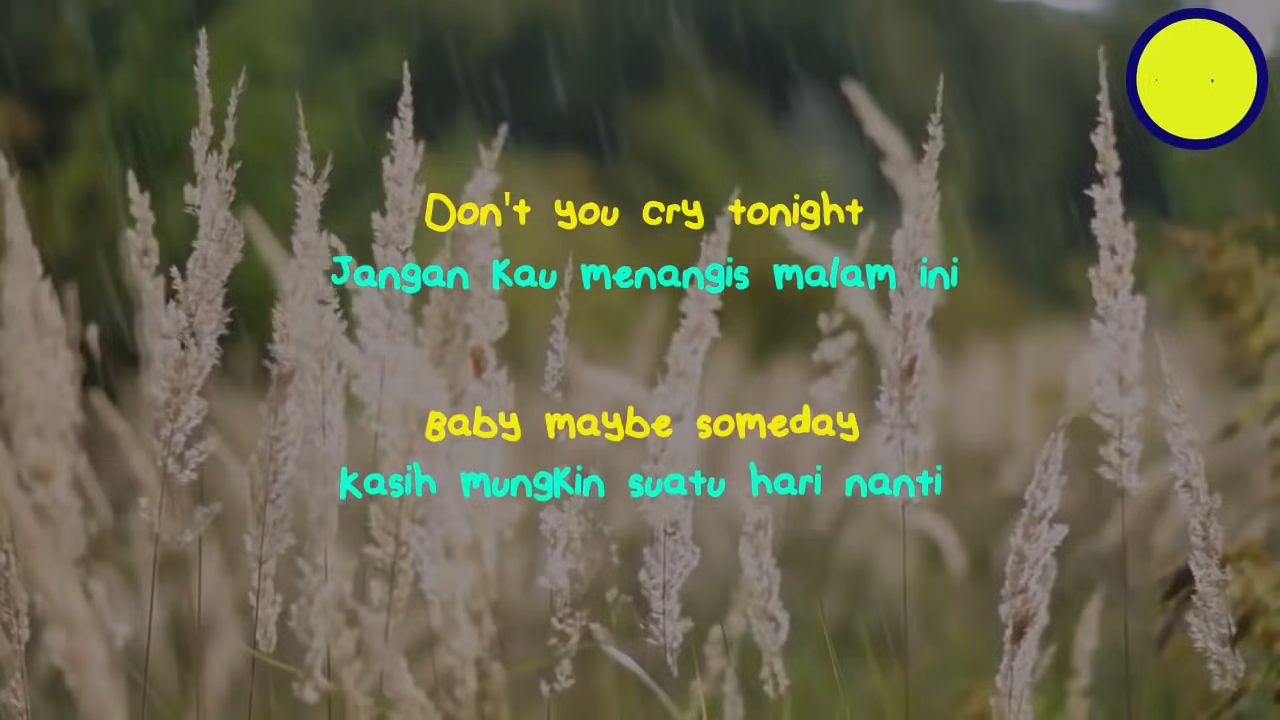 Don't you cry tonight
Jangan Kau menangis malam ini
Baby maybe someday
kasih mungKin suatu hari nanti